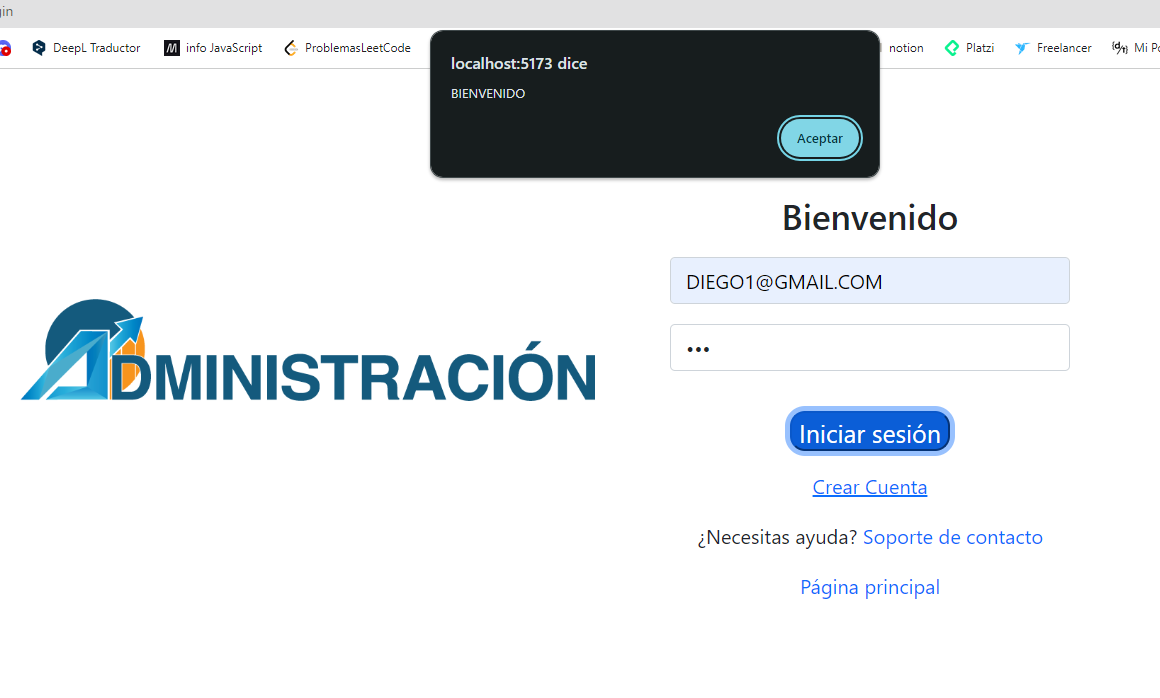 gin
DeepL Traductor info JavaScript ProblemasLeetCode notion Platzi Freelancer Mi Po
localhost:5173 dice
BIENVENIDO
Aceptar
Bienvenido
DIEGO1@GMAIL.COM
•••
ADMINISTRACIÓN
Iniciar sesión
Crear Cuenta
¿Necesitas ayuda? Soporte de contacto
Página principal